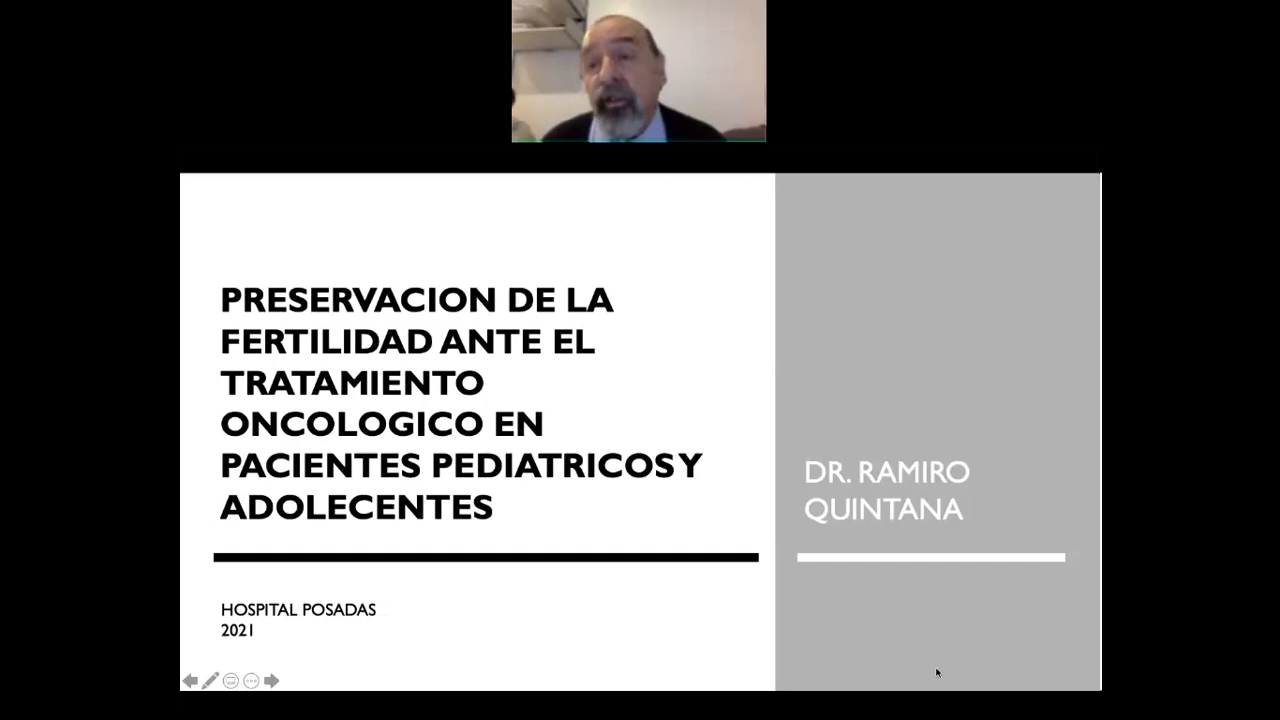 PRESERVACION DE LA
FERTILIDAD ANTE EL
TRATAMIENTO
ONCOLOGICO EN
PACIENTES PEDIATRICOS Y
ADOLECENTES
DR. RAMIRO
QUINTANA
HOSPITAL POSADAS
2021